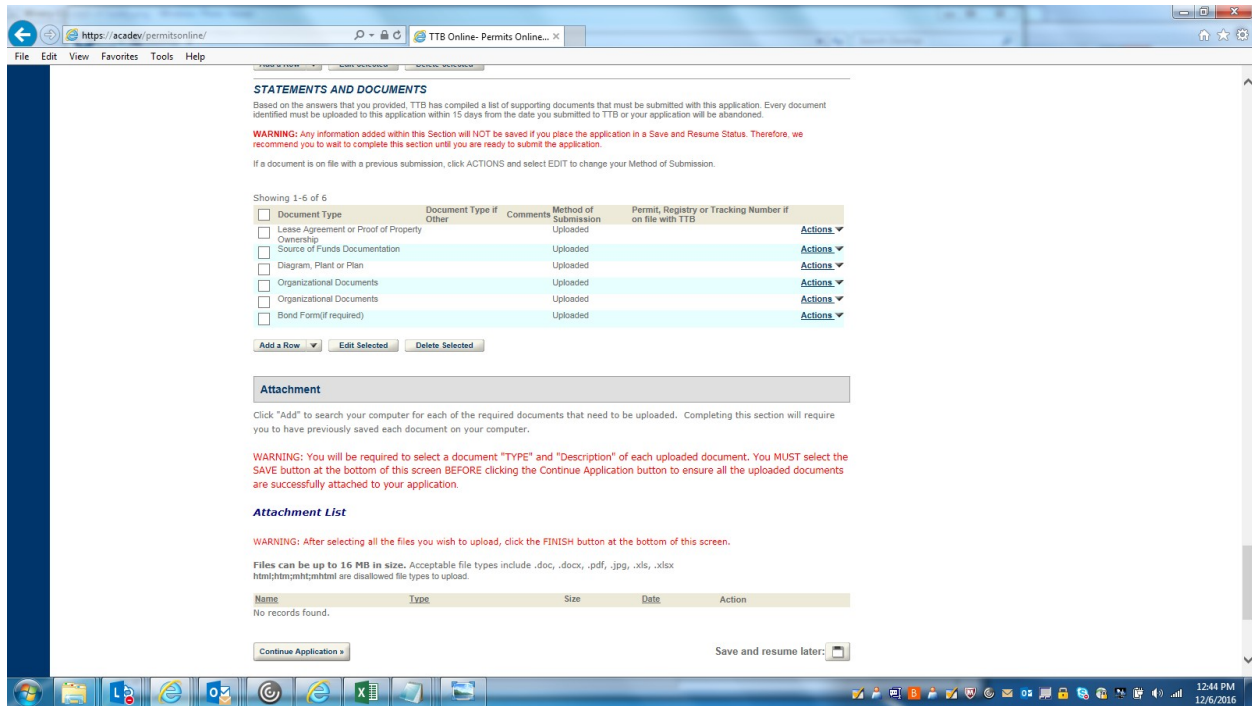 https://acadev/permitsonline/
TTB Online- Permits Online...
File Edit View Favorites Tools Help
Add a Row Edit Selected Delete Selected
STATEMENTS AND DOCUMENTS
Based on the answers that you provided, TTB has compiled a list of supporting documents that must be submitted with this application. Every document
identified must be uploaded to this application within 15 days from the date you submitted to TTB or your application will be abandoned.
WARNING: Any information added within this Section will NOT be saved if you place the application in a Save and Resume Status. Therefore, we
recommend you to wait to complete this section until you are ready to submit the application.
If a document is on file with a previous submission, click ACTIONS and select EDIT to change your Method of Submission.
Showing 1-6 of 6
Document Type Document Type if Other Comments Method of Submission Permit, Registry or Tracking Number if on file with TTB
Lease Agreement or Proof of Property Ownership Uploaded Actions
Source of Funds Documentation Uploaded Actions
Diagram, Plant or Plan Uploaded Actions
Organizational Documents Uploaded Actions
Organizational Documents Uploaded Actions
Bond Form(if required) Uploaded Actions
Add a Row Edit Selected Delete Selected
Attachment
Click "Add" to search your computer for each of the required documents that need to be uploaded. Completing this section will require
you to have previously saved each document on your computer.
WARNING: You will be required to select a document "TYPE" and "Description" of each uploaded document. You MUST select the
SAVE button at the bottom of this screen BEFORE clicking the Continue Application button to ensure all the uploaded documents
are successfully attached to your application.
Attachment List
WARNING: After selecting all the files you wish to upload, click the FINISH button at the bottom of this screen.
Files can be up to 16 MB in size. Acceptable file types include .doc, .docx, .pdf, .jpg, .xls, .xlsx
html;htm;mht;mhtml are disallowed file types to upload.
Name Type Size Date Action
No records found.
Continue Application » Save and resume later:
12:44 PM
12/6/2016